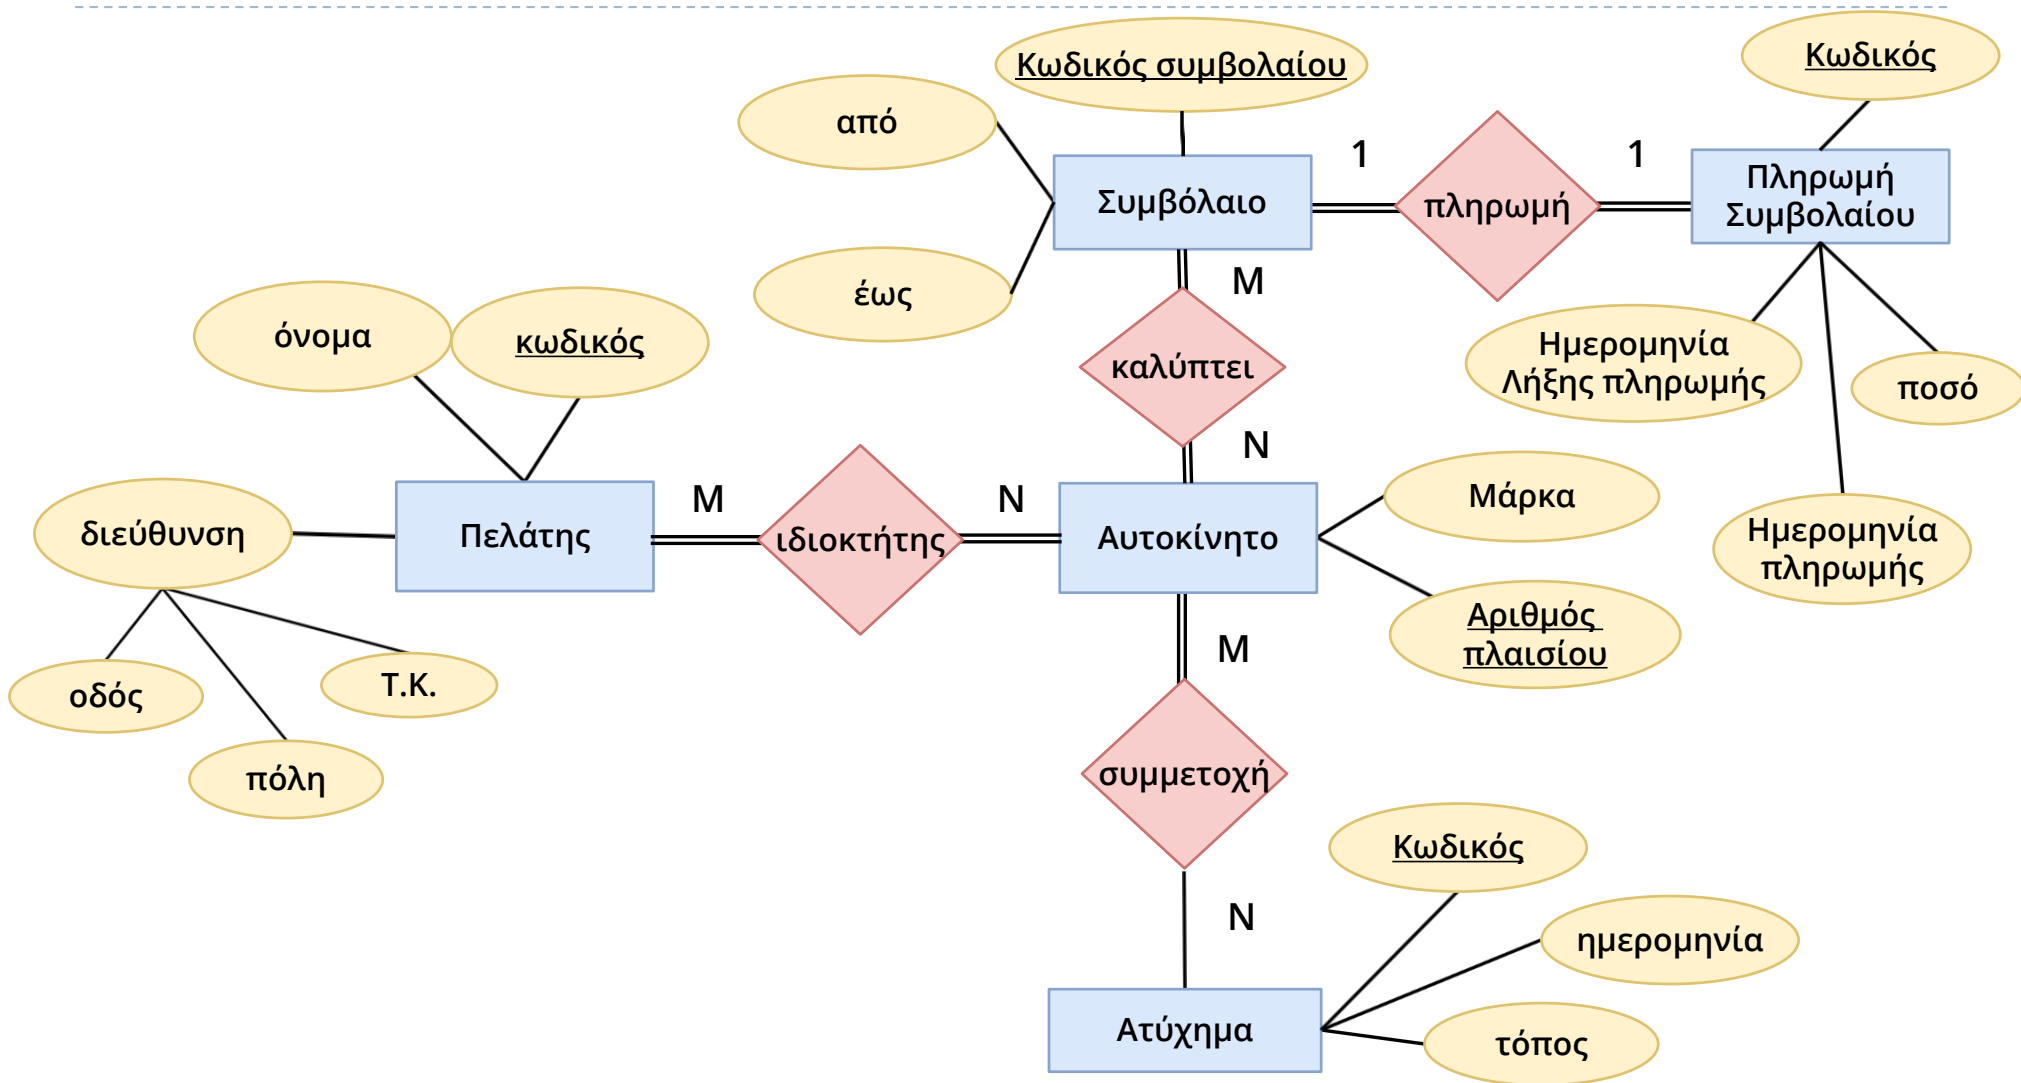 Κωδικός συμβολαίου
Κωδικός
από
1
1
Συμβόλαιο
πληρωμή
Πληρωμή
Συμβολαίου
έως
M
όνομα
κωδικός
καλύπτει
Ημερομηνία
Λήξης πληρωμής
ποσό
N
διεύθυνση
Πελάτης
M
ιδιοκτήτης
N
Αυτοκίνητο
Μάρκα
Ημερομηνία
πληρωμής
Αριθμός
πλαισίου
M
οδός
Τ.Κ.
πόλη
συμμετοχή
Κωδικός
N
ημερομηνία
Ατύχημα
τόπος